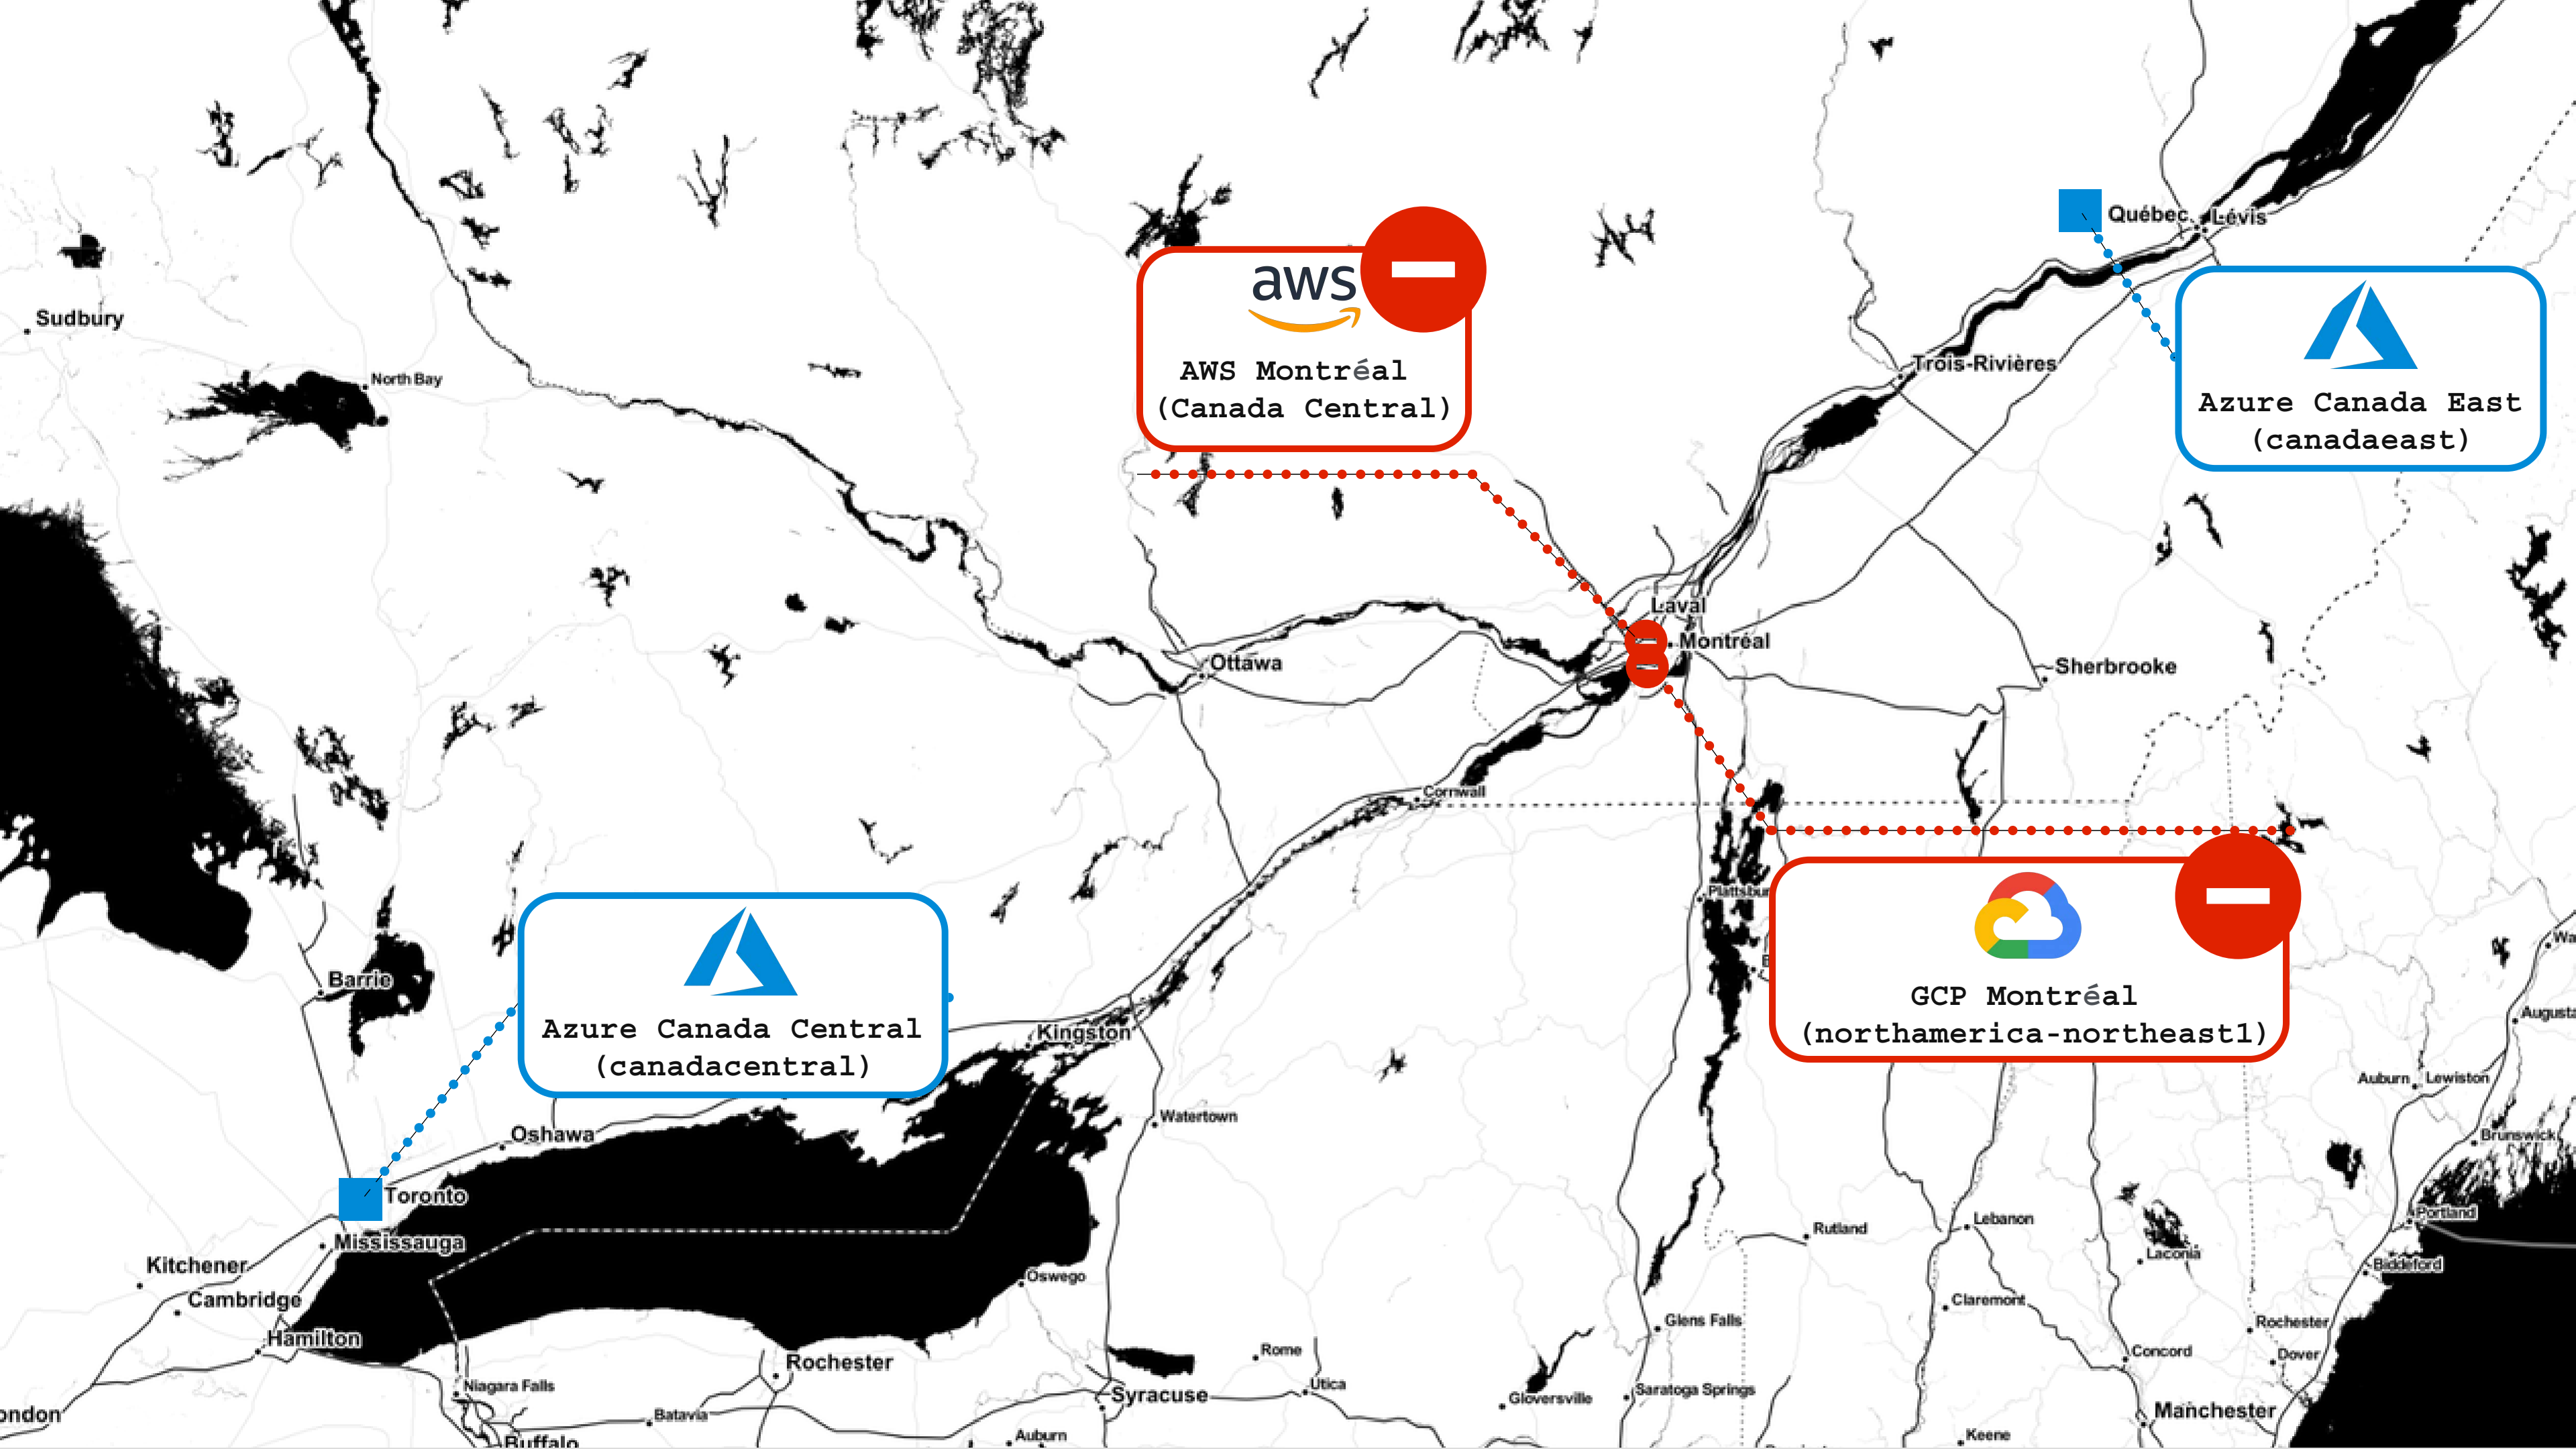 Québec
Lévis
Sudbury
North Bay
aws
AWS Montréal
(Canada Central)
Trois-Rivières
Azure Canada East
(canadaeast)
Laval
Montréal
Ottawa
Sherbrooke
Cornwall
Plattsbur
GCP Montréal
(northamerica-northeast1)
Barrie
Azure Canada Central
(canadacentral)
Kingston
Wa
Augusta
Auburn
Lewiston
Watertown
Oshawa
Brunswick
Toronto
Mississauga
Portland
Lebanon
Rutland
Laconia
Biddeford
Kitchener
Cambridge
Oswego
Claremont
Glens Falls
Rochester
Hamilton
Rochester
Rome
Concord
Dover
Niagara Falls
Utica
Syracuse
Gloversville
Saratoga Springs
ondon
Batavia
Manchester
Auburn
Keene
Buffalo